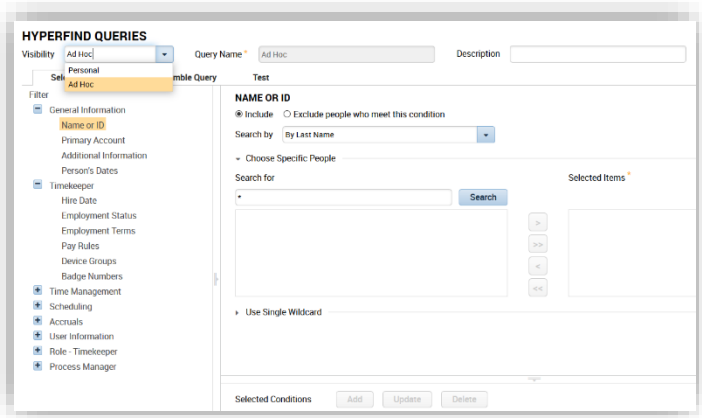 HYPERFIND QUERIES
Visibility Ad Hoc Query Name * Ad Hoc Description
Personal
Ad Hoc
Sel mble Query Test
Filter
General Information
Name or ID
Primary Account
Additional Information
Person's Dates
Timekeeper
Hire Date
Employment Status
Employment Terms
Pay Rules
Device Groups
Badge Numbers
Time Management
Scheduling
Accruals
User Information
Role - Timekeeper
Process Manager
NAME OR ID
Include Exclude people who meet this condition
Search by By Last Name
Choose Specific People
Search for Selected Items *
* Search
>
>>
<
<<
Use Single Wildcard
Selected Conditions Add Update Delete